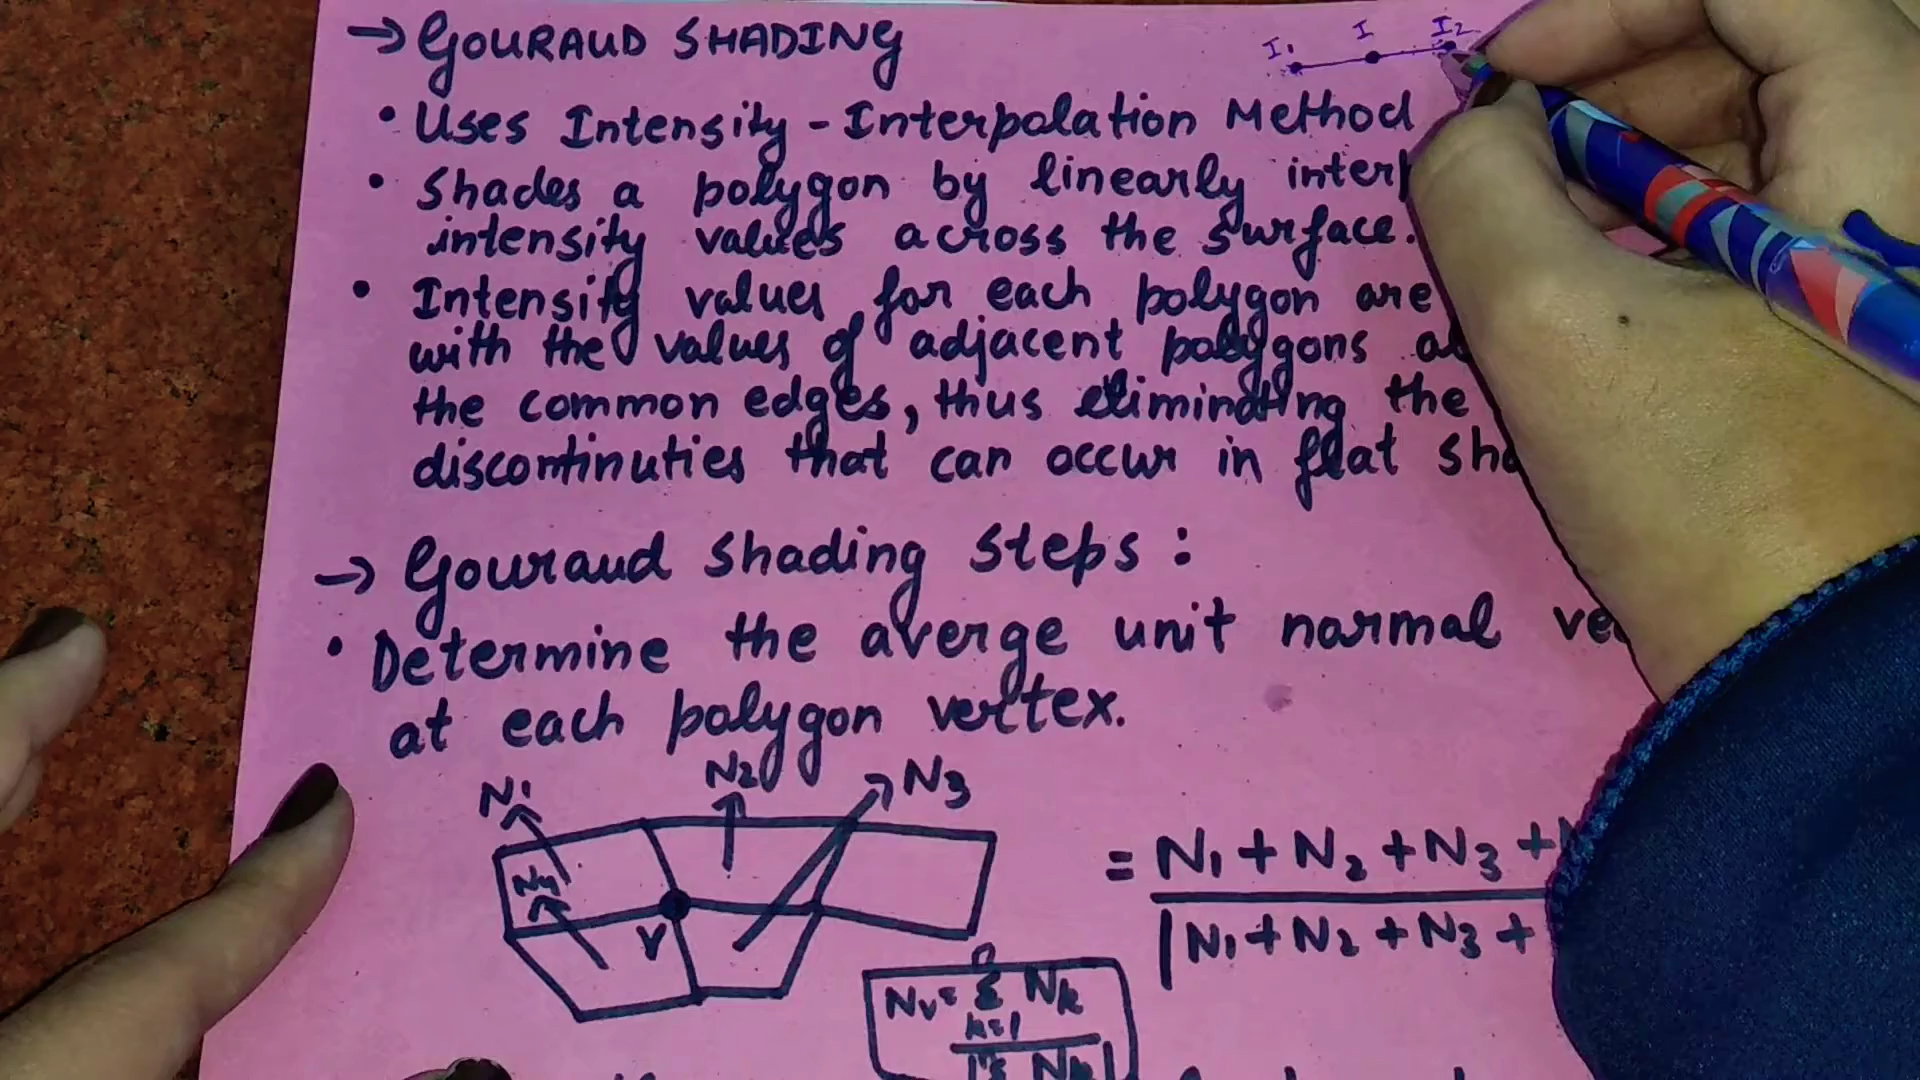 → GOURAUD SHADING
I1 I I2
• Uses Intensity - Interpolation Method
• Shades a polygon by linearly
intensity values across the surface.
• Intensity values for each polygon are
with the values of adjacent polygons
the common edges, thus eliminating the
discontinuties that can occur in flat
→ Gouraud Shading Steps :
• Determine the averge unit normal
at each polygon vertex.
N1 N2 N3
N4
V
= N1 + N2 + N3 +
|N1 + N2 + N3 +
Nv = Σ Nk
k=1